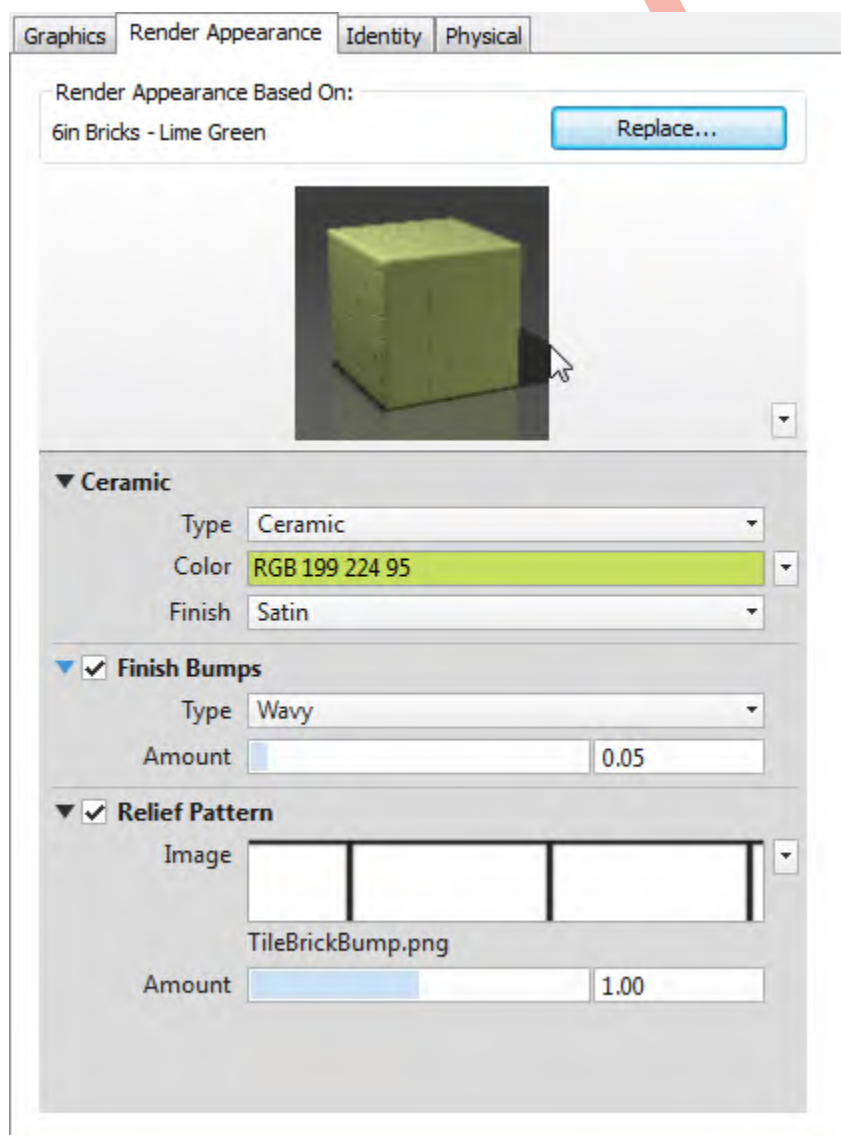 Graphics Render Appearance Identity Physical
Render Appearance Based On:
6in Bricks - Lime Green Replace...
Ceramic
Type Ceramic
Color RGB 199 224 95
Finish Satin
Finish Bumps
Type Wavy
Amount 0.05
Relief Pattern
Image
TileBrickBump.png
Amount 1.00